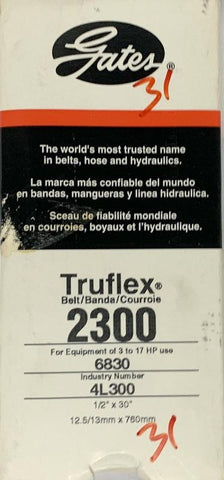 Gates®
31
The world's most trusted name
in belts, hose and hydraulics.
La marca más confiable del mundo
en bandas, mangueras y linea hidraulica.
Sceau de fiabilité mondiale
en courroies, boyaux et l'hydraulique.
Truflex®
Belt/Banda/Courroie
2300
For Equipment of 3 to 17 HP use
6830
Industry Number
4L300
1/2" x 30"
12.5/13mm x 760mm
31